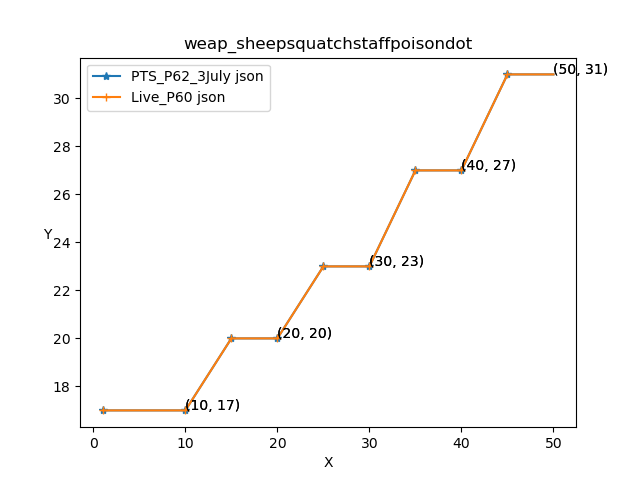 weap_sheepsquatchstaffpoisondot
PTS_P62_3July json
Live_P60 json
(50, 31)
30
28
(40, 27)
26
24
Y
(30, 23)
22
(20, 20)
20
18
(10, 17)
0 10 20 30 40 50
X